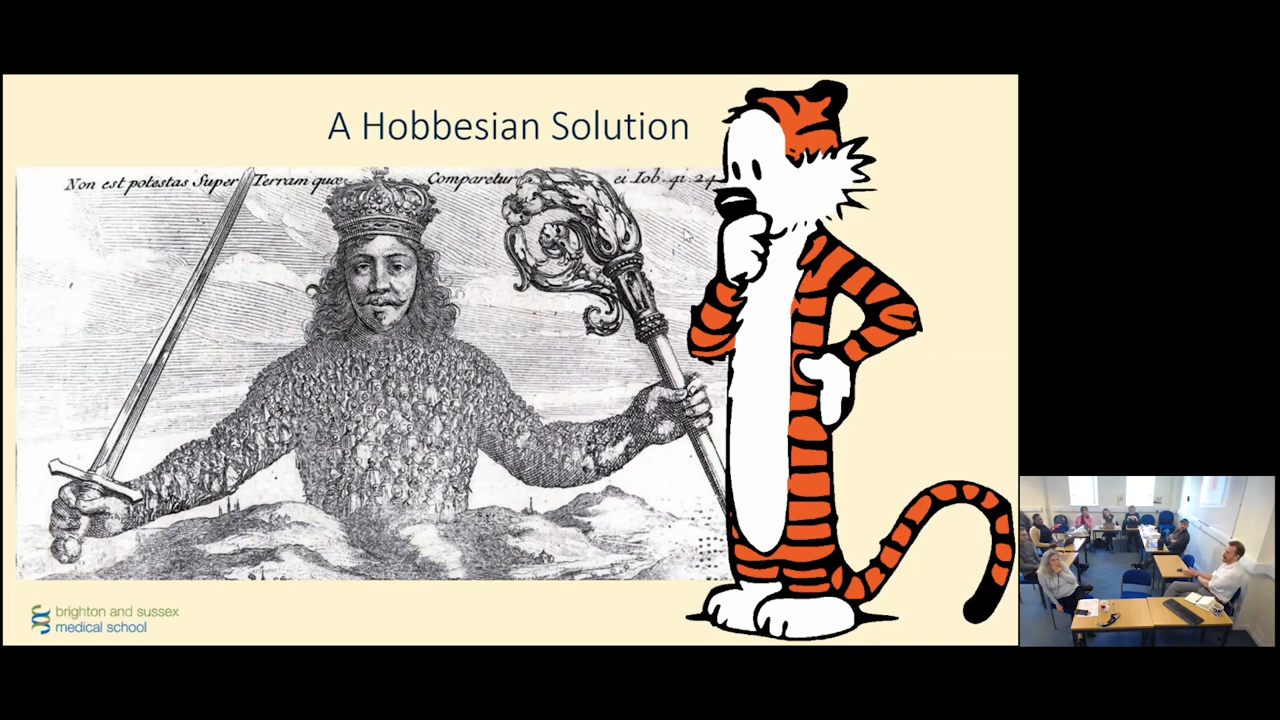 A Hobbesian Solution
Non est potestas Super Terram quæ Comparetur ei Iob. 41. 24
brighton and sussex
medical school